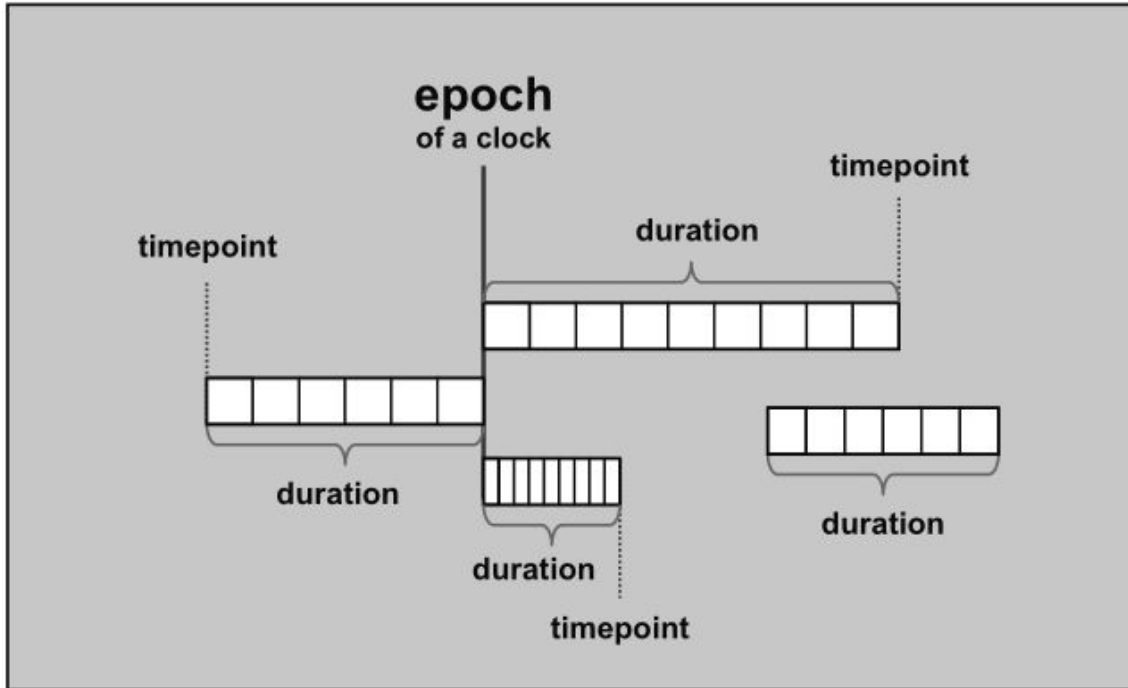 epoch
of a clock
timepoint
duration
timepoint
duration
duration
duration
timepoint